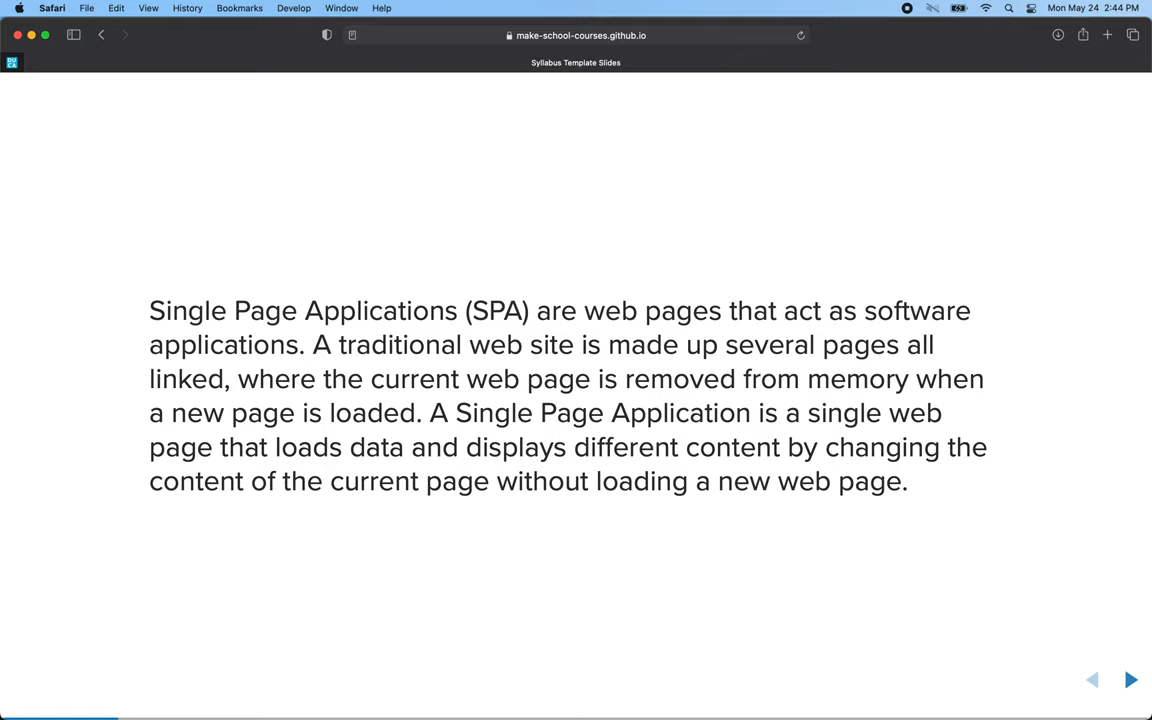 Safari File Edit View History Bookmarks Develop Window Help Mon May 24 2:44 PM
make-school-courses.github.io
DU
CA
Syllabus Template Slides
Single Page Applications (SPA) are web pages that act as software
applications. A traditional web site is made up several pages all
linked, where the current web page is removed from memory when
a new page is loaded. A Single Page Application is a single web
page that loads data and displays different content by changing the
content of the current page without loading a new web page.